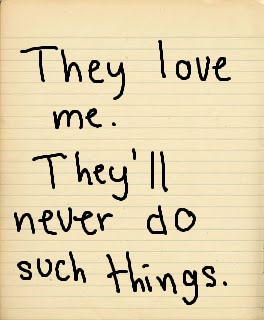 They love
me.
They'll
never do
such things.